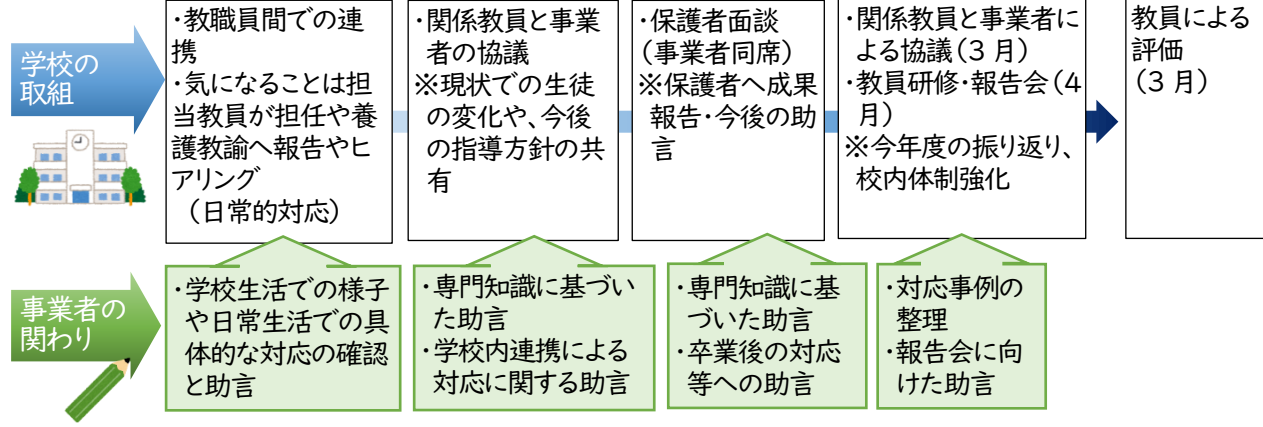 学校の
取組
・教職員間での連
携
・気になることは担
当教員が担任や養
護教諭へ報告やヒ
アリング
（日常的対応）
・関係教員と事業
者の協議
※現状での生徒
の変化や、今後
の指導方針の共
有
・保護者面談
（事業者同席）
※保護者へ成果
報告・今後の助
言
・関係教員と事業者に
よる協議（3月）
・教員研修・報告会（4
月）
※今年度の振り返り、
校内体制強化
教員による
評価
（3月）
事業者の
関わり
・学校生活での様子
や日常生活での具
体的な対応の確認
と助言
・専門知識に基づい
た助言
・学校内連携による
対応に関する助言
・専門知識に基
づいた助言
・卒業後の対応
等への助言
・対応事例の
整理
・報告会に向
けた助言